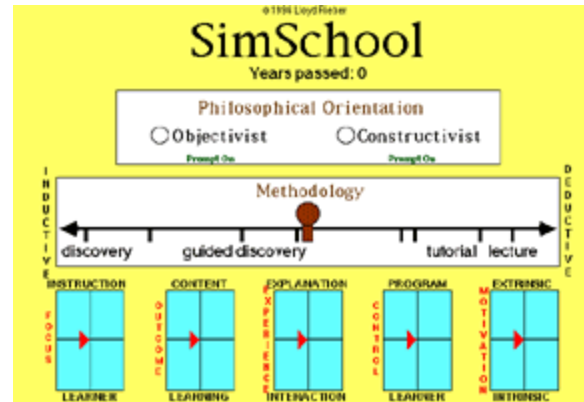 © 1996 Lloyd Rieber
SimSchool
Years passed: 0
Philosophical Orientation
Objectivist Constructivist
Prompt On Prompt On
INDUCTIVE
DEDUCTIVE
Methodology
discovery guided discovery tutorial lecture
INSTRUCTION CONTENT EXPLANATION PROGRAM EXTRINSIC
FOCUS OUTCOME EXPERIENCE CONTROL MOTIVATION
LEARNER LEARNING INTERACTION LEARNER INTRINSIC